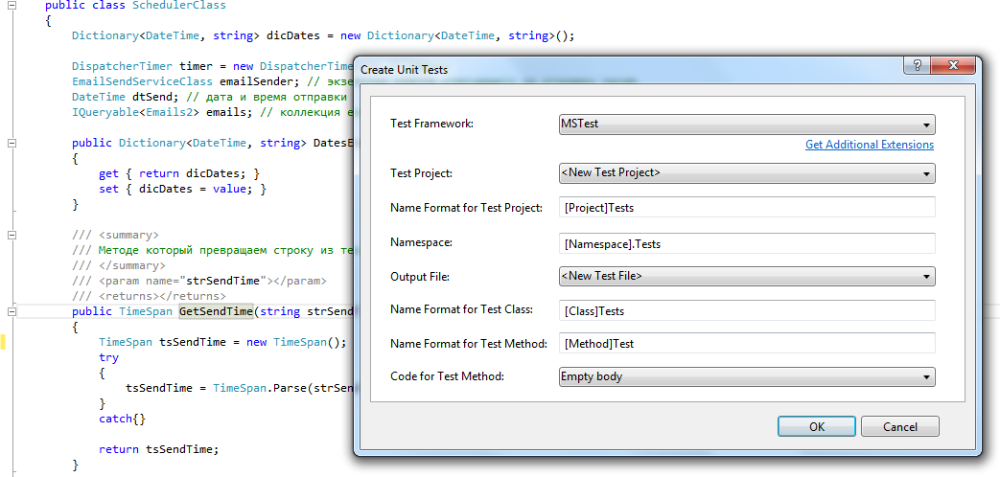 public class SchedulerClass
{
Dictionary<DateTime, string> dicDates = new Dictionary<DateTime, string>();
DispatcherTimer timer = new DispatcherTime
EmailSendServiceClass emailSender; // экзе
DateTime dtSend; // дата и время отправки
IQueryable<Emails2> emails; // коллекция e
public Dictionary<DateTime, string> DatesE
{
get { return dicDates; }
set { dicDates = value; }
}
/// <summary>
/// Методе который превращаем строку из те
/// </summary>
/// <param name="strSendTime"></param>
/// <returns></returns>
public TimeSpan GetSendTime(string strSend
{
TimeSpan tsSendTime = new TimeSpan();
try
{
tsSendTime = TimeSpan.Parse(strSen
}
catch{}
return tsSendTime;
}
Create Unit Tests
Test Framework:
MSTest
Get Additional Extensions
Test Project:
<New Test Project>
Name Format for Test Project:
[Project]Tests
Namespace:
[Namespace].Tests
Output File:
<New Test File>
Name Format for Test Class:
[Class]Tests
Name Format for Test Method:
[Method]Test
Code for Test Method:
Empty body
OK
Cancel